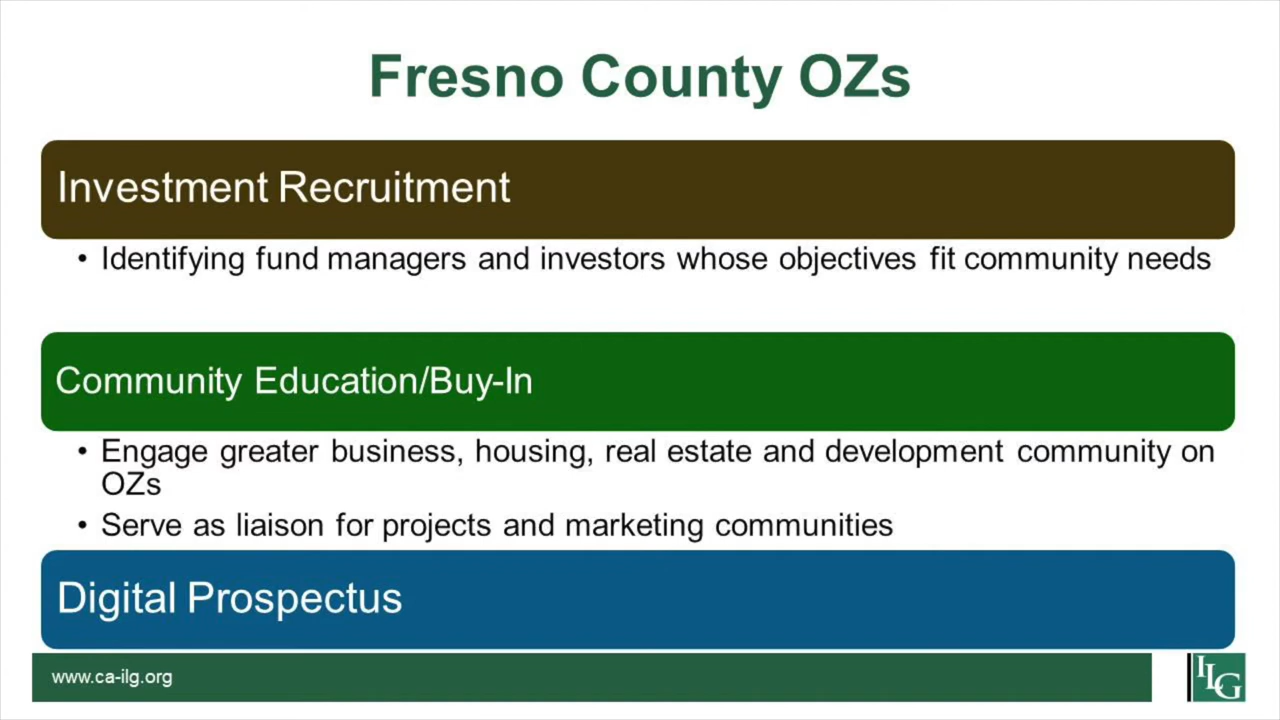 Fresno County OZs
Investment Recruitment
• Identifying fund managers and investors whose objectives fit community needs
Community Education/Buy-In
• Engage greater business, housing, real estate and development community on
OZs
• Serve as liaison for projects and marketing communities
Digital Prospectus
www.ca-ilg.org
ILG